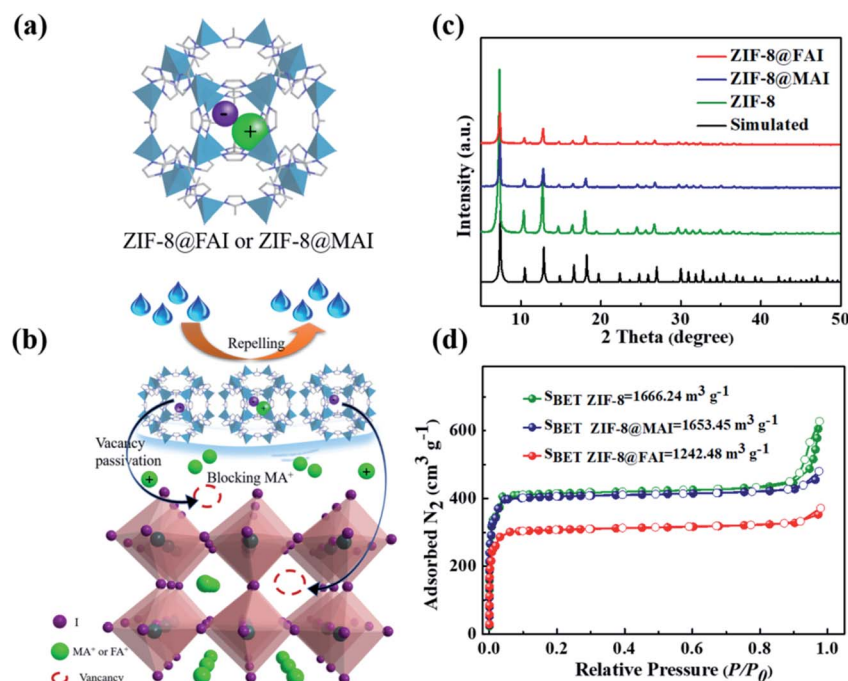 (a)
-
+
ZIF-8@FAI or ZIF-8@MAI
(b)
Repelling
Vacancy
passivation
+
Blocking MA⁺
+
+
I
MA⁺ or FA⁺
Vancancy
(c)
ZIF-8@FAI
ZIF-8@MAI
ZIF-8
Simulated
Intensity (a.u.)
10 20 30 40 50
2 Theta (degree)
(d)
S BET ZIF-8=1666.24 m³ g⁻¹
S BET ZIF-8@MAI=1653.45 m³ g⁻¹
S BET ZIF-8@FAI=1242.48 m³ g⁻¹
Adsorbed N₂ (cm³ g⁻¹)
600
400
200
0
0.0 0.2 0.4 0.6 0.8 1.0
Relative Pressure (P/P₀)